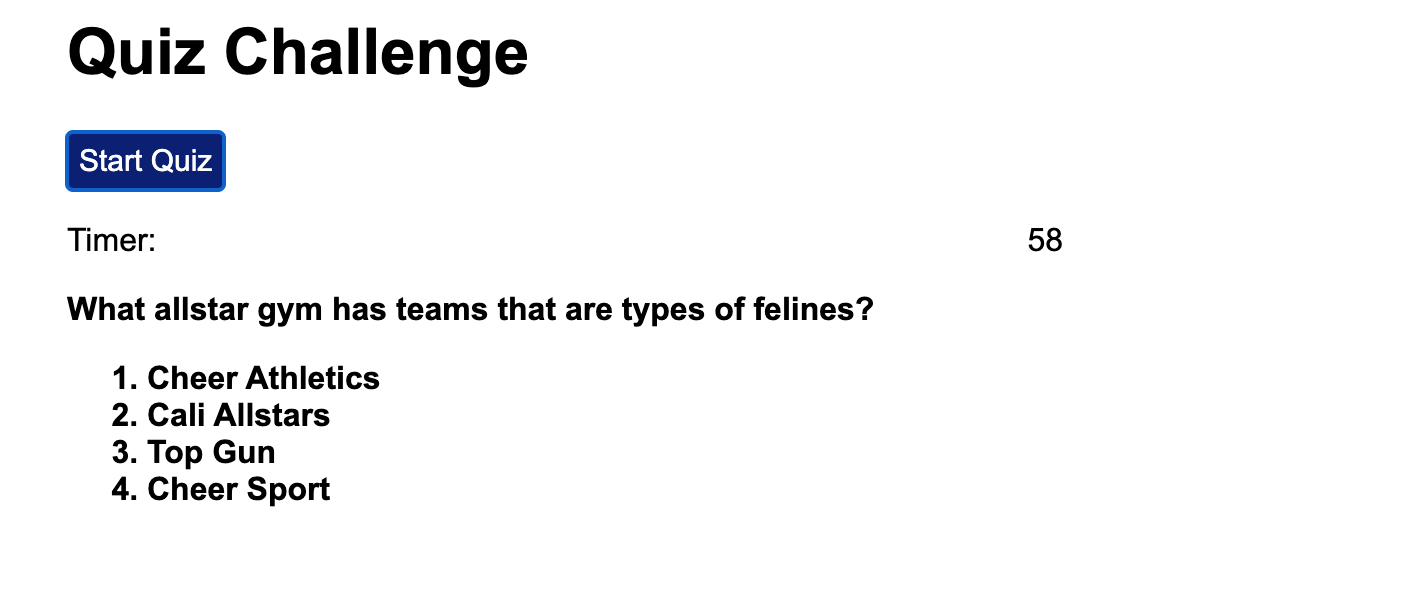 Quiz Challenge
Start Quiz
Timer: 58
What allstar gym has teams that are types of felines?
1. Cheer Athletics
2. Cali Allstars
3. Top Gun
4. Cheer Sport